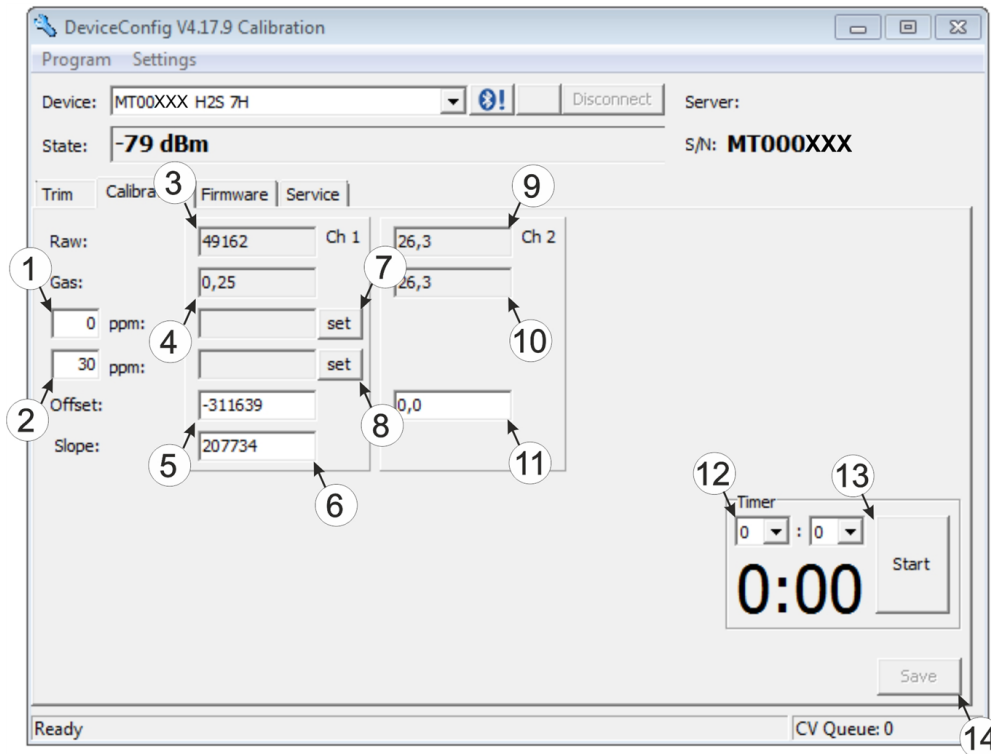 DeviceConfig V4.17.9 Calibration
Program Settings
Device: MT00XXX H2S 7H Disconnect Server:
State: -79 dBm S/N: MT000XXX
Trim Calibra 3 Firmware Service 9
Raw: 49162 Ch 1 26,3 Ch 2
1 Gas: 0,25 7 26,3
0 ppm: 4 set 10
30 ppm: set
2 Offset: -311639 8 0,0
Slope: 5 207734 11
6
12 13
Timer
0 : 0 Start
0:00
Save
Ready CV Queue: 0 14